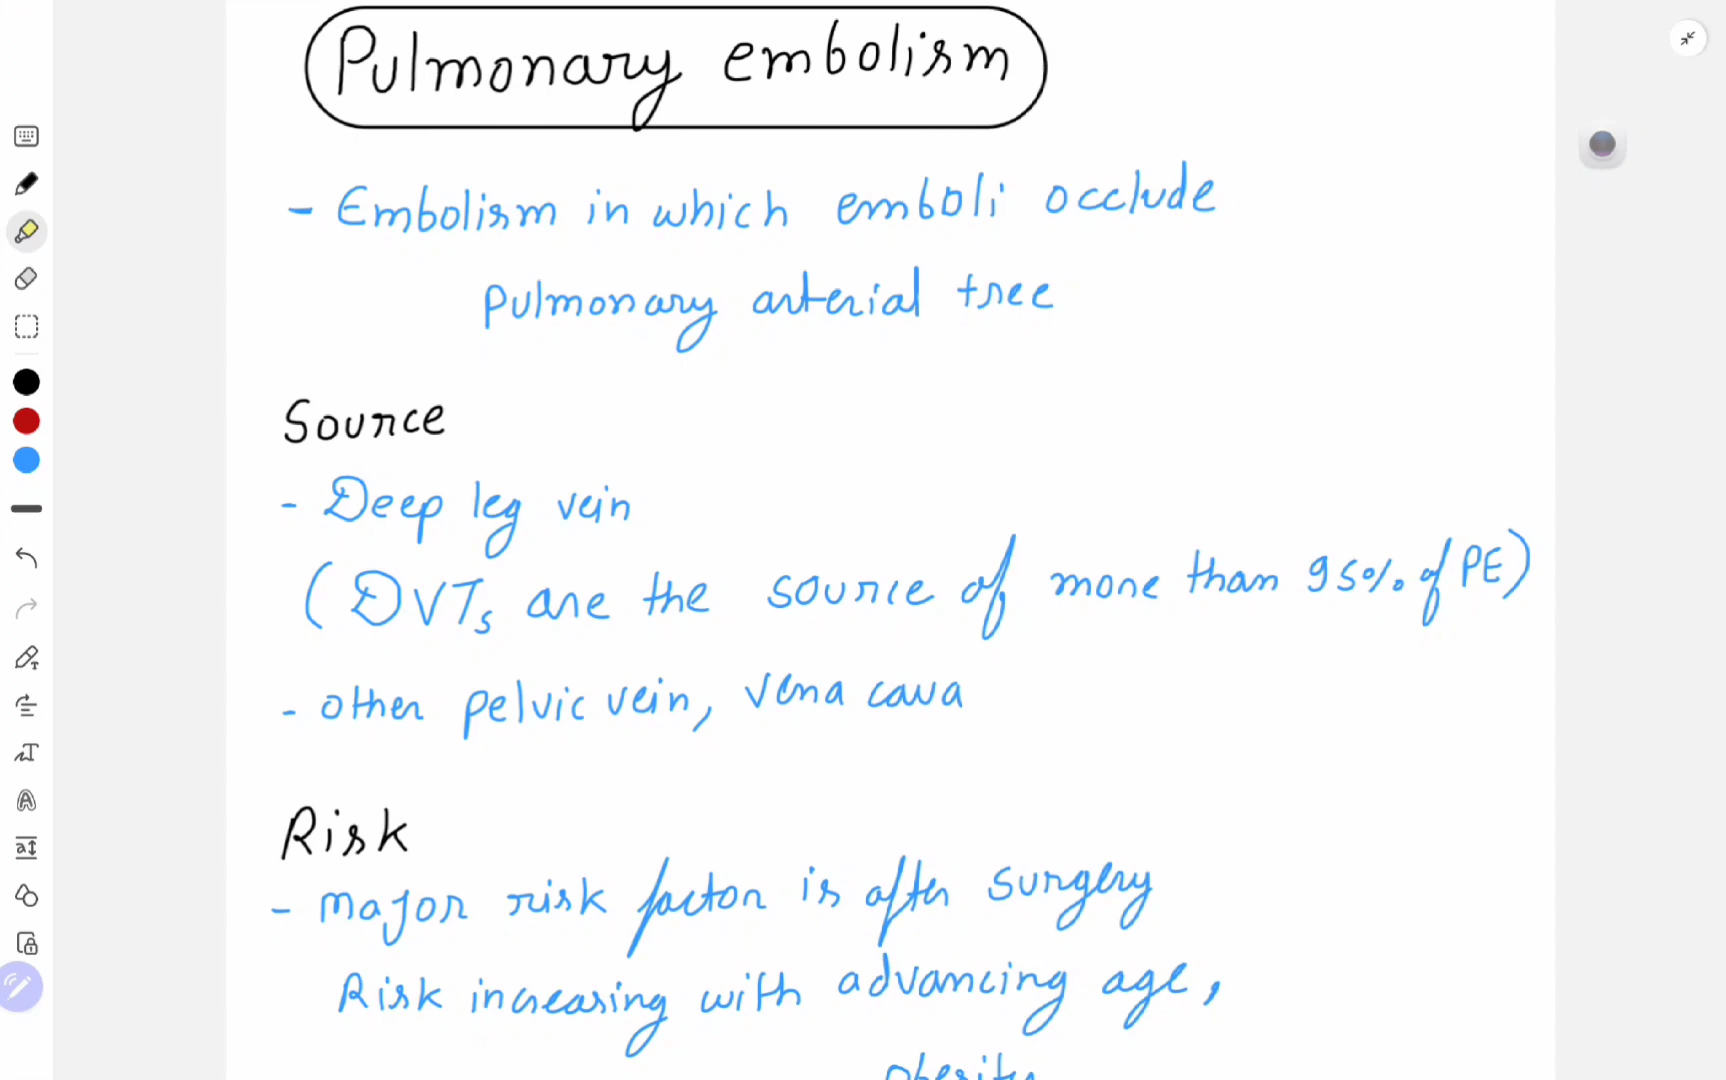 Pulmonary embolism
- Embolism in which emboli occlude
pulmonary arterial tree
Source
- Deep leg vein
(DVTs are the source of more than 95% of PE)
- other pelvic vein, vena cava
Risk
- major risk factor is after surgery
Risk increasing with advancing age,
obesity